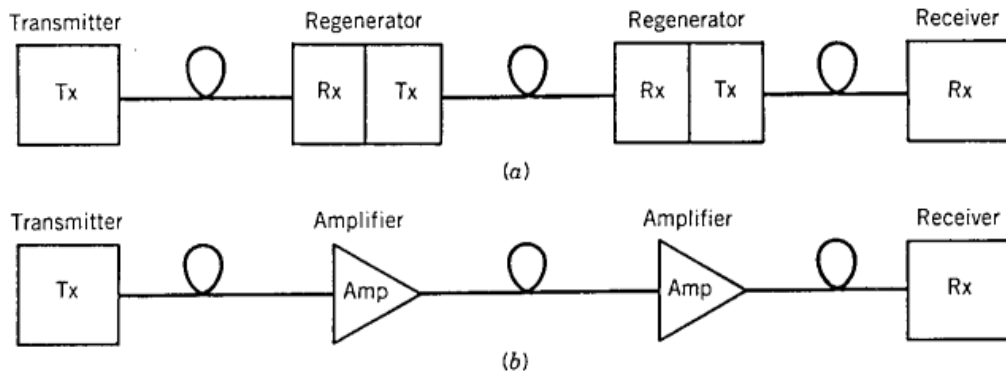 Transmitter Regenerator Regenerator Receiver
Tx Rx Tx Rx Tx Rx
(a)
Transmitter Amplifier Amplifier Receiver
Tx Amp Amp Rx
(b)